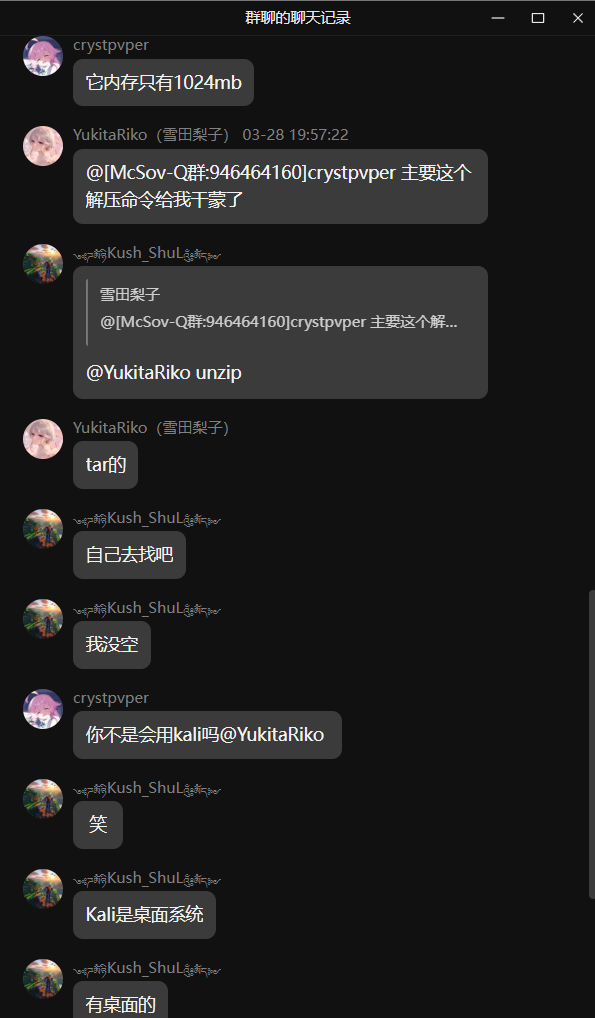 群聊的聊天记录
crystpvper
它内存只有1024mb
YukitaRiko（雪田梨子） 03-28 19:57:22
@[McSov-Q群:946464160]crystpvper 主要这个
解压命令给我干蒙了
Kush_ShuL
雪田梨子
@[McSov-Q群:946464160]crystpvper 主要这个解...
@YukitaRiko unzip
YukitaRiko（雪田梨子）
tar的
Kush_ShuL
自己去找吧
Kush_ShuL
我没空
crystpvper
你不是会用kali吗@YukitaRiko
Kush_ShuL
笑
Kush_ShuL
Kali是桌面系统
Kush_ShuL
有桌面的